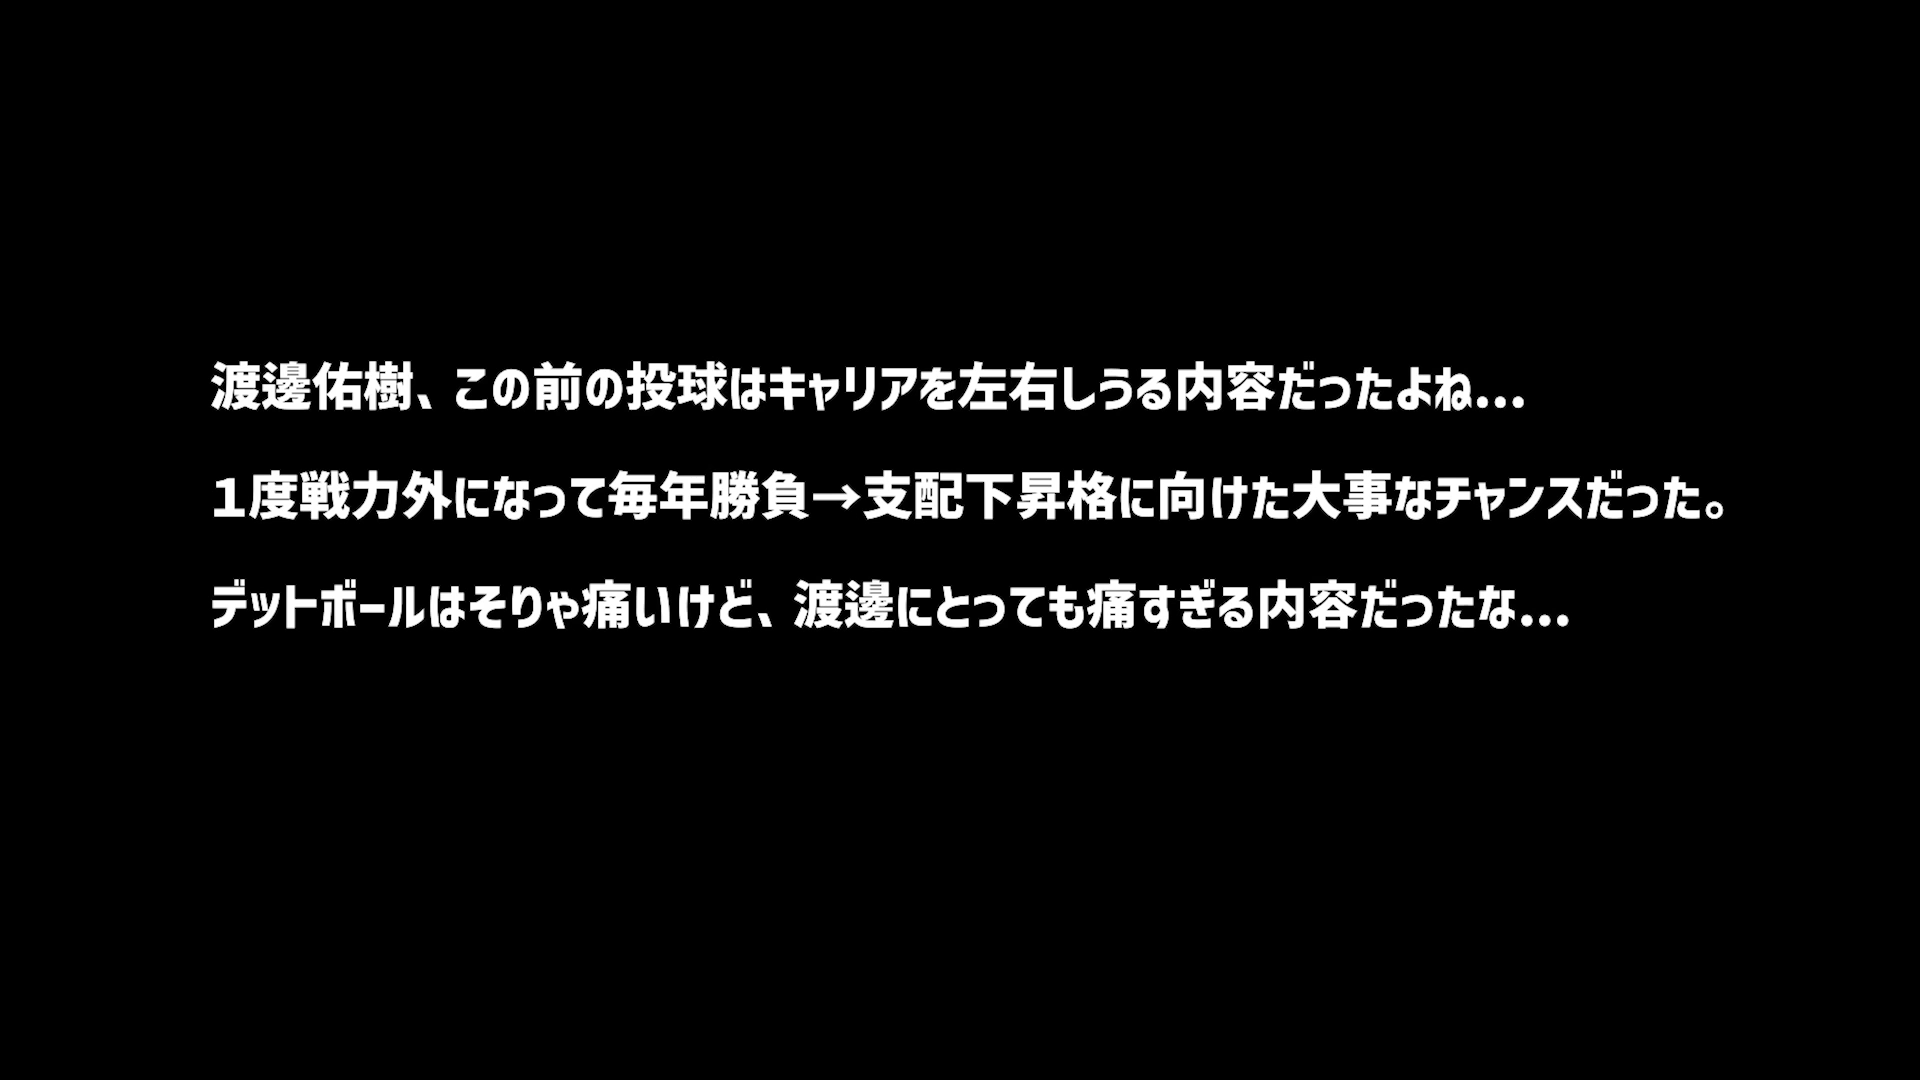 渡邊佑樹、この前の投球はキャリアを左右しうる内容だったよね...
１度戦力外になって毎年勝負→支配下昇格に向けた大事なチャンスだった。
デットボールはそりゃ痛いけど、渡邊にとっても痛すぎる内容だったな...